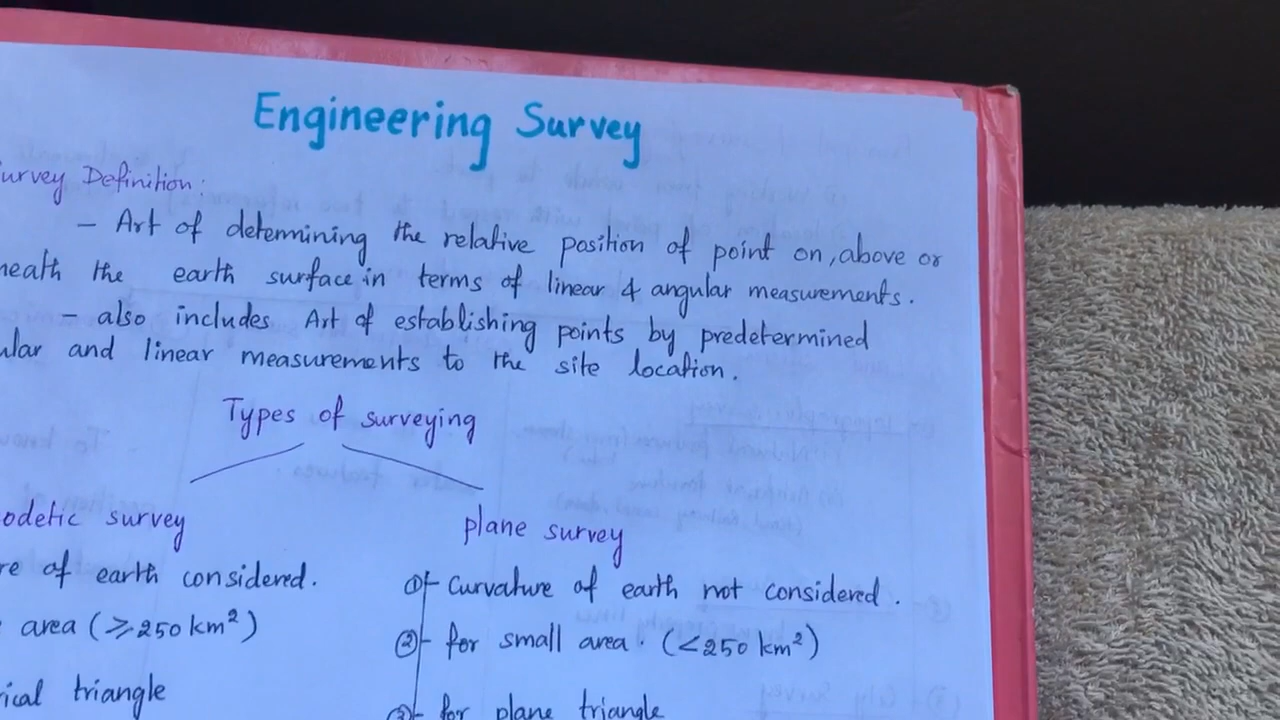 Engineering Survey
urvey Definition:
- Art of determining the relative position of point on, above or
neath the earth surface in terms of linear & angular measurements.
- also includes Art of establishing points by predetermined
ular and linear measurements to the site location.
Types of surveying
odetic survey plane survey
re of earth considered. ①- Curvature of earth not considered.
area (≥250 km²) ②- for small area. (<250 km²)
ical triangle ③- for plane triangle